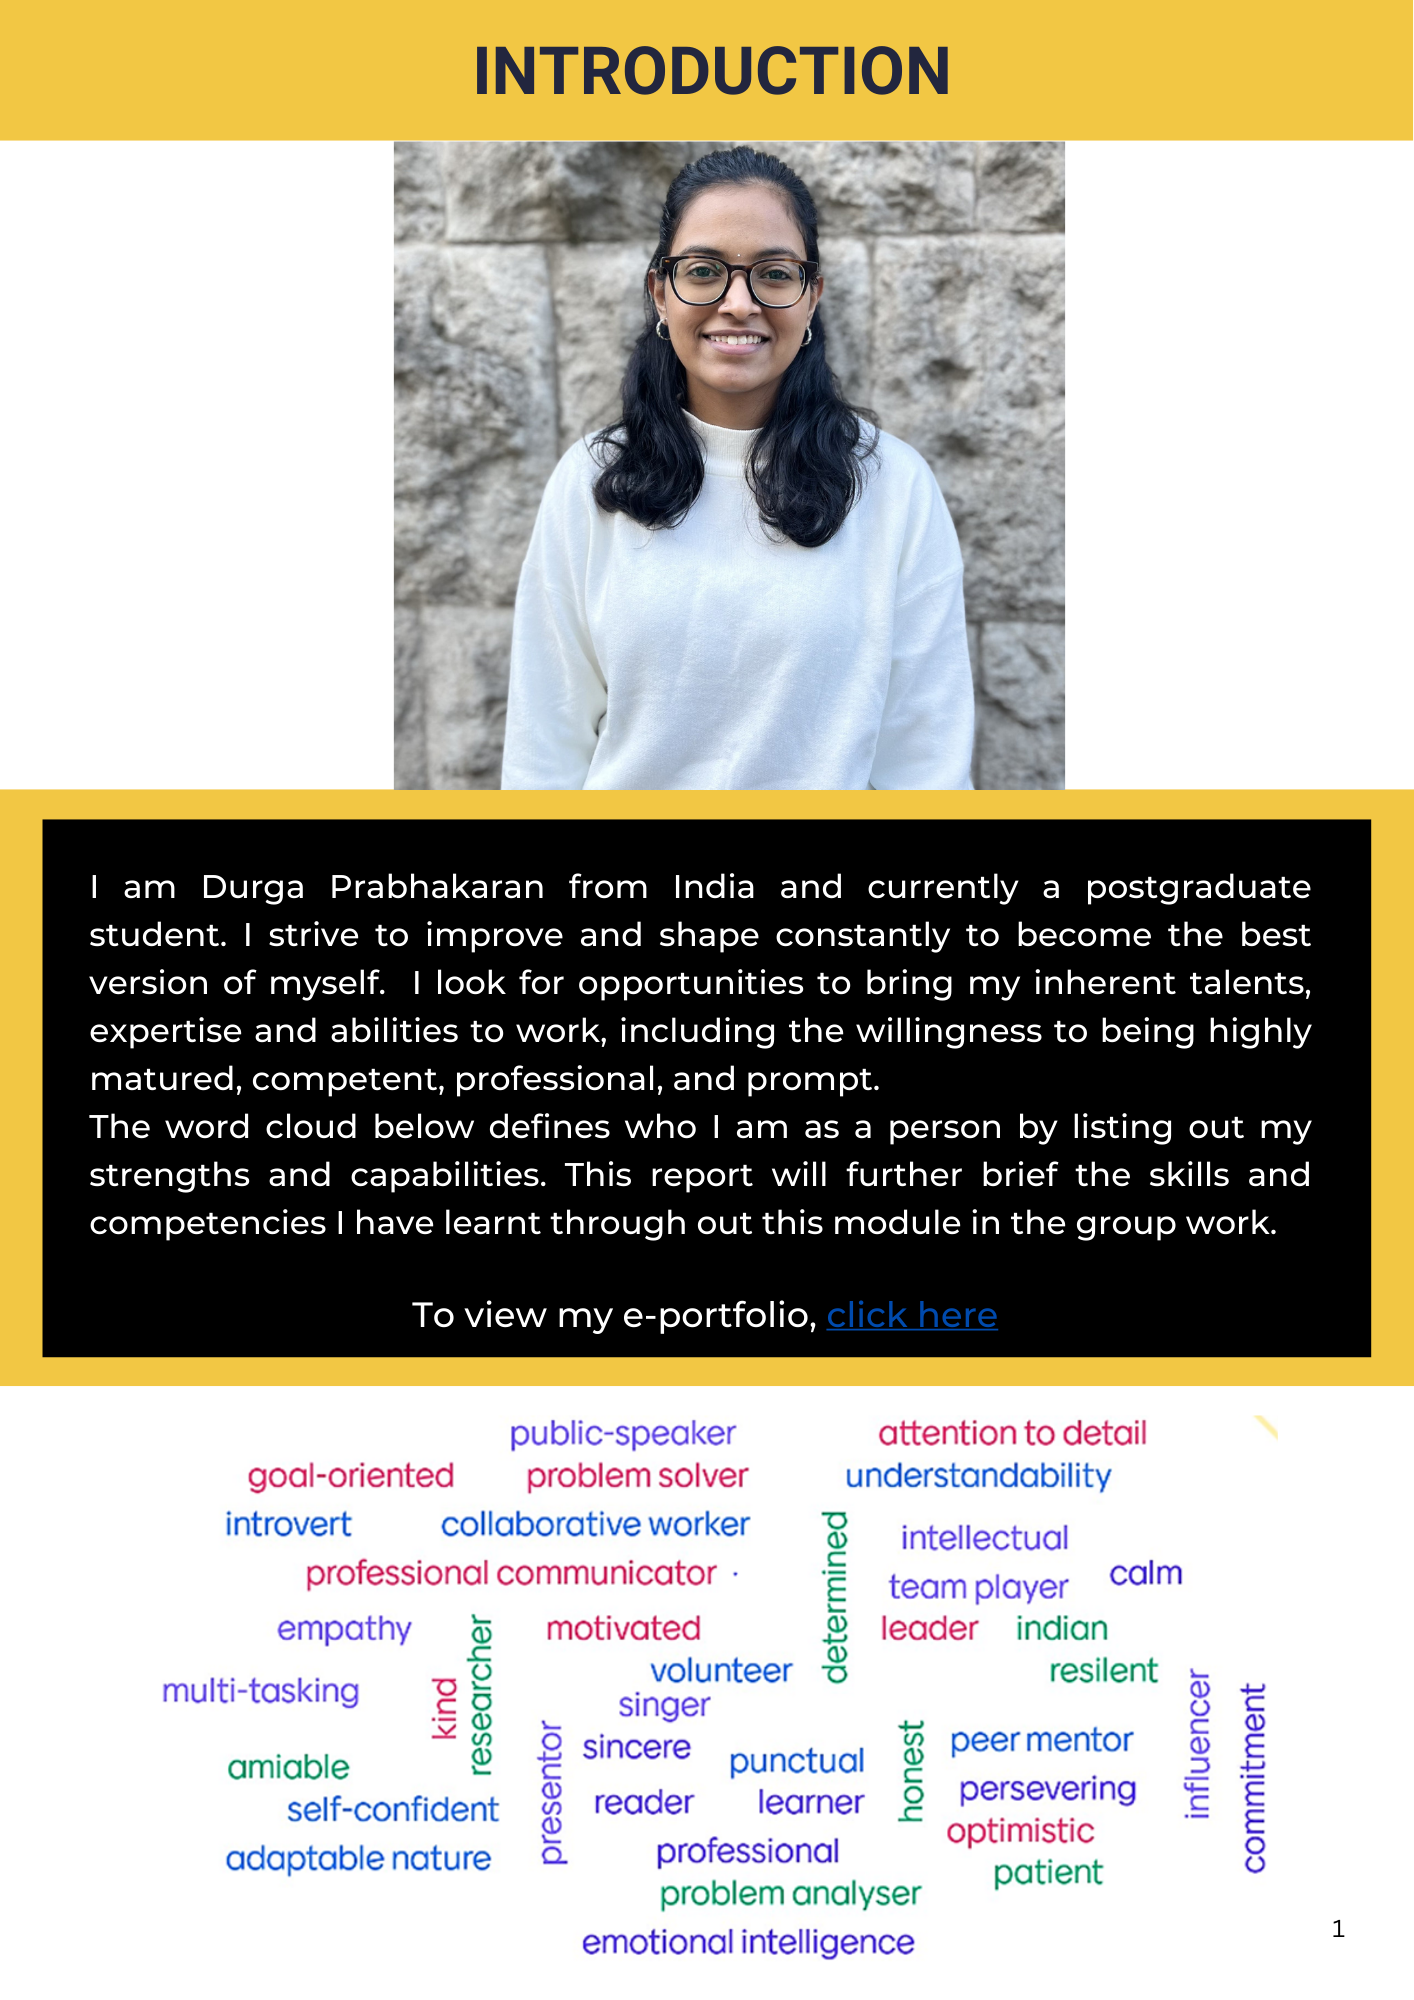 INTRODUCTION
I am Durga Prabhakaran from India and currently a postgraduate
student. I strive to improve and shape constantly to become the best
version of myself.  I look for opportunities to bring my inherent talents,
expertise and abilities to work, including the willingness to being highly
matured, competent, professional, and prompt.
The word cloud below defines who I am as a person by listing out my
strengths and capabilities. This report will further brief the skills and
competencies I have learnt through out this module in the group work.
To view my e-portfolio, click here
public-speaker
attention to detail
goal-oriented
problem solver
understandability
introvert
collaborative worker
determined
intellectual
professional communicator
team player
calm
empathy
researcher
motivated
leader
indian
volunteer
resilent
multi-tasking
kind
singer
influencer
commitment
presentor
sincere
honest
peer mentor
amiable
punctual
self-confident
reader
learner
persevering
optimistic
adaptable nature
professional
patient
problem analyser
emotional intelligence
1